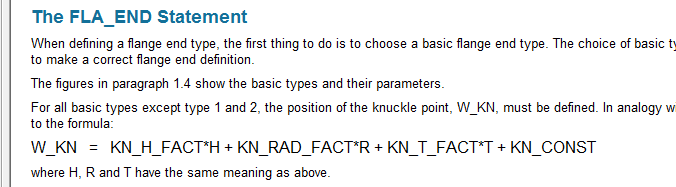 The FLA_END Statement
When defining a flange end type, the first thing to do is to choose a basic flange end type. The choice of basic
to make a correct flange end definition.
The figures in paragraph 1.4 show the basic types and their parameters.
For all basic types except type 1 and 2, the position of the knuckle point, W_KN, must be defined. In analogy
to the formula:
W_KN = KN_H_FACT*H + KN_RAD_FACT*R + KN_T_FACT*T + KN_CONST
where H, R and T have the same meaning as above.